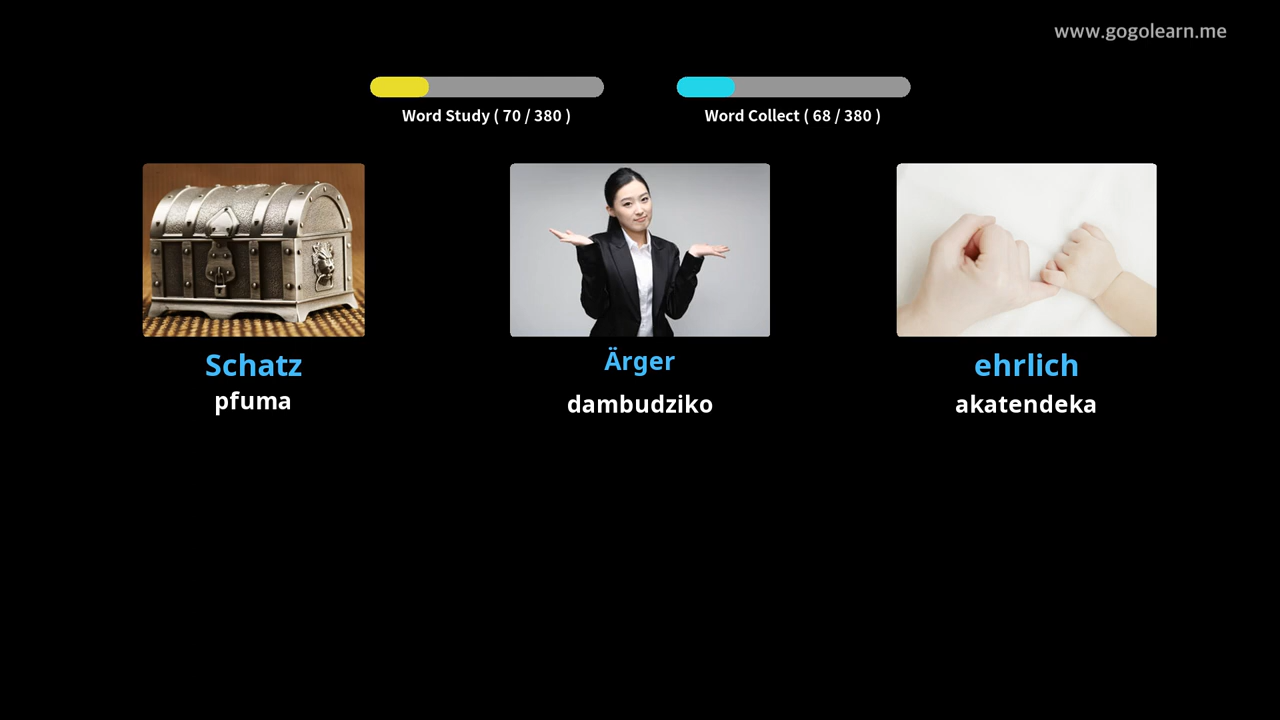 www.gogolearn.me
Word Study ( 70 / 380 )
Word Collect ( 68 / 380 )
Schatz
pfuma
Ärger
dambudziko
ehrlich
akatendeka